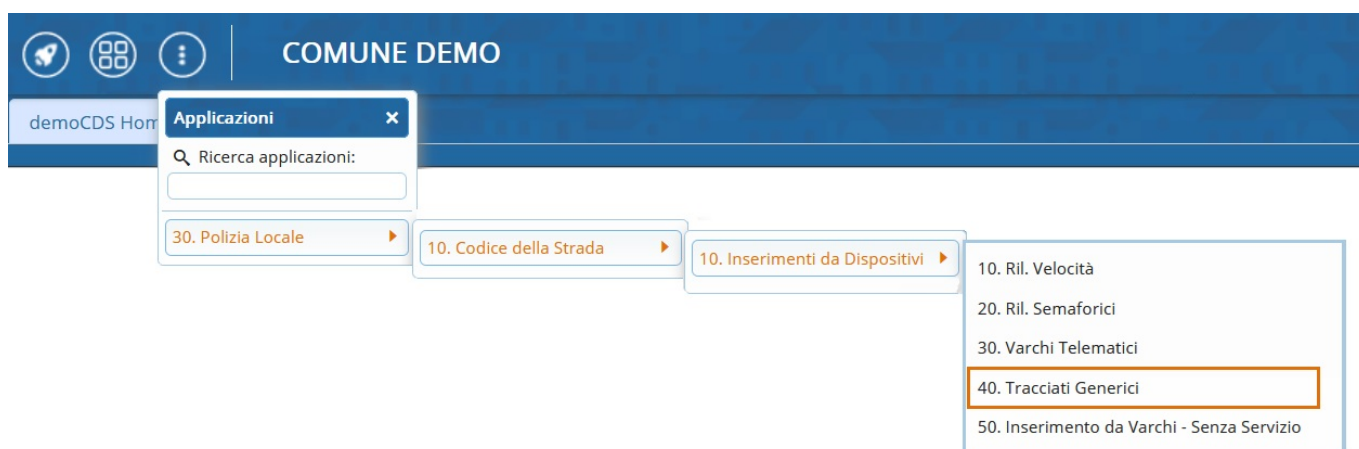 COMUNE DEMO
demoCDS Hom
Applicazioni
Ricerca applicazioni:
30. Polizia Locale
10. Codice della Strada
10. Inserimenti da Dispositivi
10. Ril. Velocità
20. Ril. Semaforici
30. Varchi Telematici
40. Tracciati Generici
50. Inserimento da Varchi - Senza Servizio